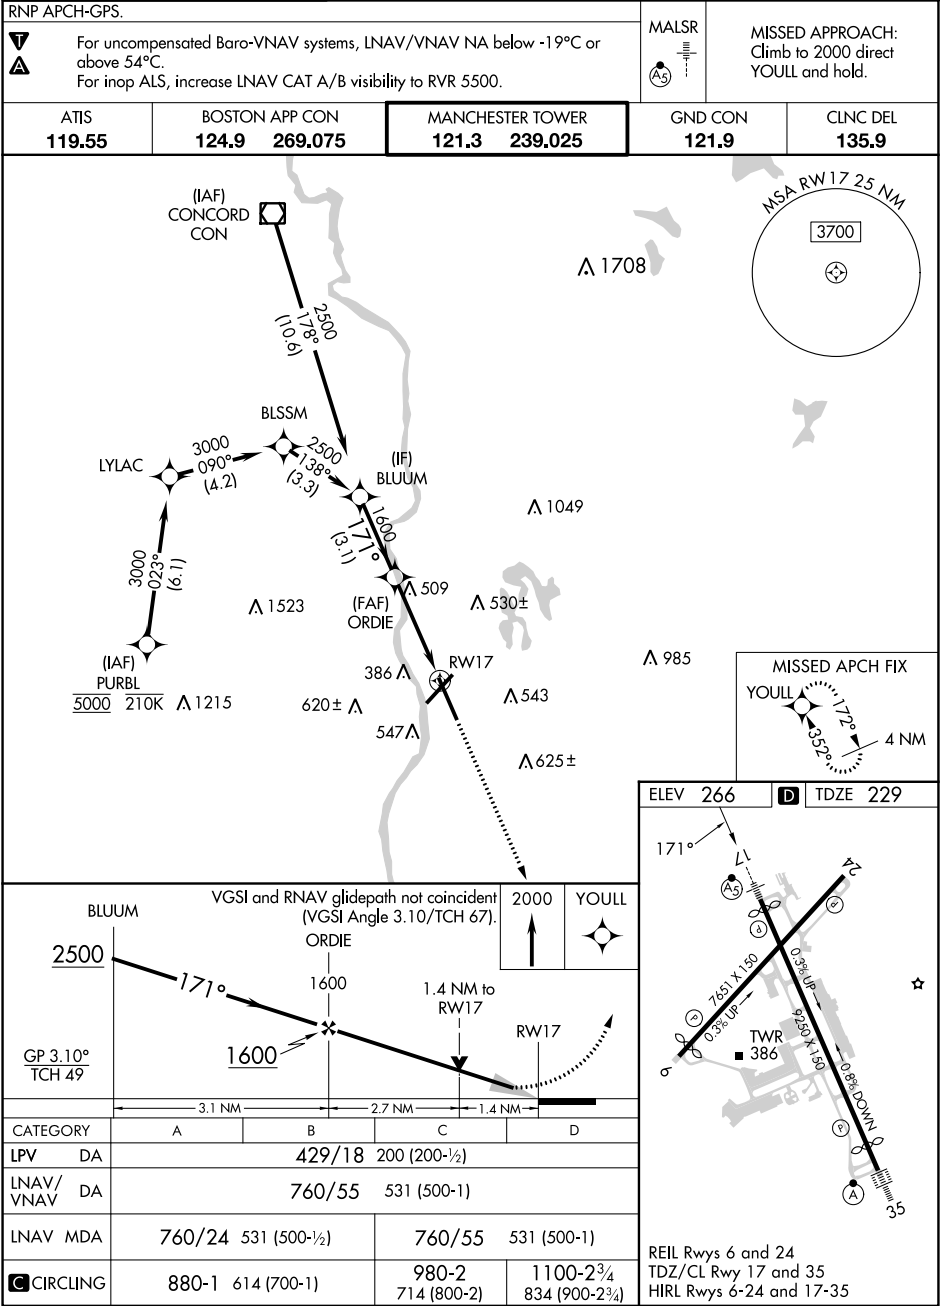 RNP APCH-GPS.
T
A
For uncompensated Baro-VNAV systems, LNAV/VNAV NA below -19°C or
above 54°C.
For inop ALS, increase LNAV CAT A/B visibility to RVR 5500.
MALSR
A5
MISSED APPROACH:
Climb to 2000 direct
YOULL and hold.
ATIS
119.55
BOSTON APP CON
124.9 269.075
MANCHESTER TOWER
121.3 239.025
GND CON
121.9
CLNC DEL
135.9
(IAF)
CONCORD
CON
MSA RW17 25 NM
3700
1708
2500
178°
(10.6)
BLSSM
LYLAC
3000
090°
(4.2)
2500
138°
(3.3)
(IF)
BLUUM
1600
171°
(3.1)
1049
3000
023°
(6.1)
509
1523
(FAF)
ORDIE
530±
(IAF)
PURBL
5000 210K
1215
386
RW17
985
620±
543
547
625±
MISSED APCH FIX
YOULL
172°
352°
4 NM
ELEV 266
D
TDZE 229
171°
17
A5
24
P
P
7651 X 150
0.3% UP
0.3% UP
9250 X 150
P
TWR
386
6
0.8% DOWN
P
A
35
REIL Rwys 6 and 24
TDZ/CL Rwy 17 and 35
HIRL Rwys 6-24 and 17-35
VGSI and RNAV glidepath not coincident
(VGSI Angle 3.10/TCH 67).
2000
YOULL
BLUUM
ORDIE
2500
171°
1600
1.4 NM to
RW17
RW17
1600
GP 3.10°
TCH 49
3.1 NM
2.7 NM
1.4 NM
CATEGORY A B C D
LPV DA 429/18 200 (200-½)
LNAV/
VNAV DA 760/55 531 (500-1)
LNAV MDA 760/24 531 (500-½) 760/55 531 (500-1)
C CIRCLING 880-1 614 (700-1)
980-2
714 (800-2)
1100-2¾
834 (900-2¾)